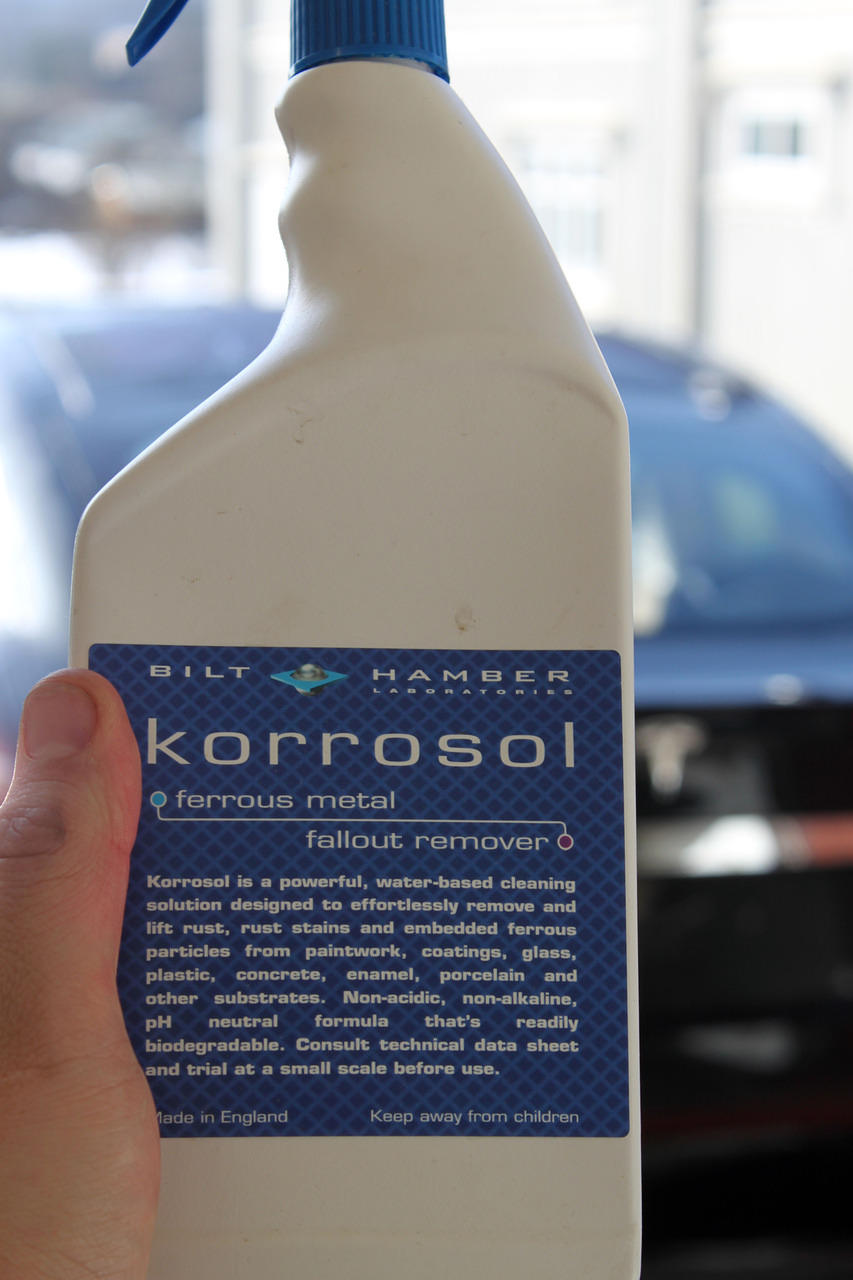 BILT HAMBER
LABORATORIES
korrosol
ferrous metal
fallout remover
Korrosol is a powerful, water-based cleaning
solution designed to effortlessly remove and
lift rust, rust stains and embedded ferrous
particles from paintwork, coatings, glass,
plastic, concrete, enamel, porcelain and
other substrates. Non-acidic, non-alkaline,
pH neutral formula that's readily
biodegradable. Consult technical data sheet
and trial at a small scale before use.
Made in England Keep away from children